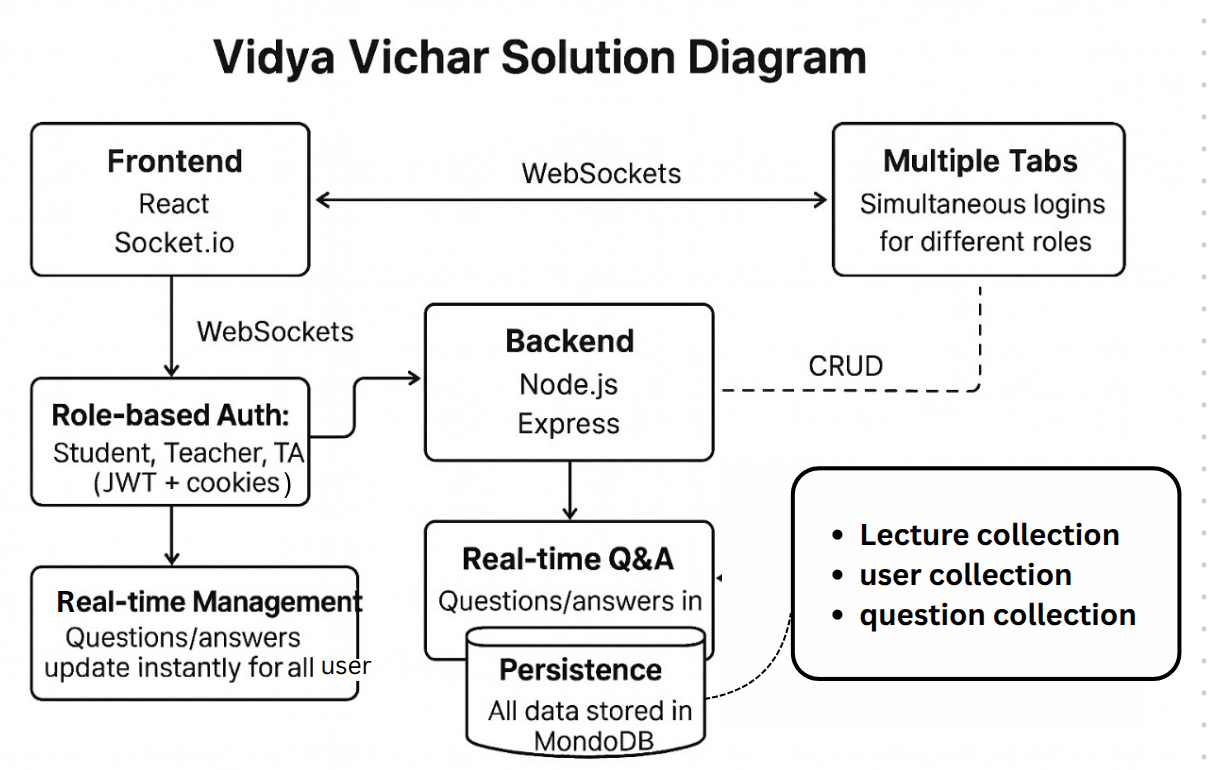 Vidya Vichar Solution Diagram
Frontend
React
Socket.io
WebSockets
Multiple Tabs
Simultaneous logins
for different roles
WebSockets
Backend
Node.js
Express
CRUD
Role-based Auth:
Student, Teacher, TA
(JWT + cookies)
Real-time Management
Questions/answers
update instantly for all user
Real-time Q&A
Questions/answers in
Persistence
All data stored in
MondoDB
• Lecture collection
• user collection
• question collection